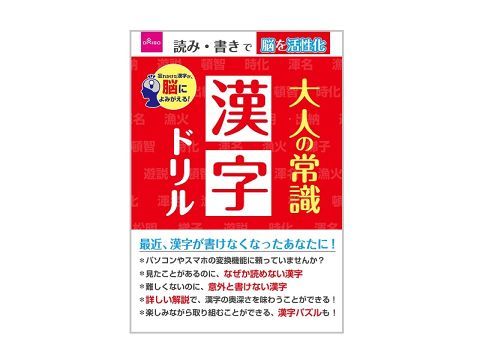 DAISO
読み・書きで 脳を活性化
忘れかけた漢字が、
脳に
よみがえる!
大人の常識
漢字
ドリル
最近、漢字が書けなくなったあなたに!
*パソコンやスマホの変換機能に頼っていませんか?
*見たことがあるのに、なぜか読めない漢字
*難しくないのに、意外と書けない漢字
*詳しい解説で、漢字の奥深さを味わうことができる!
*楽しみながら取り組むことができる、漢字パズルも!